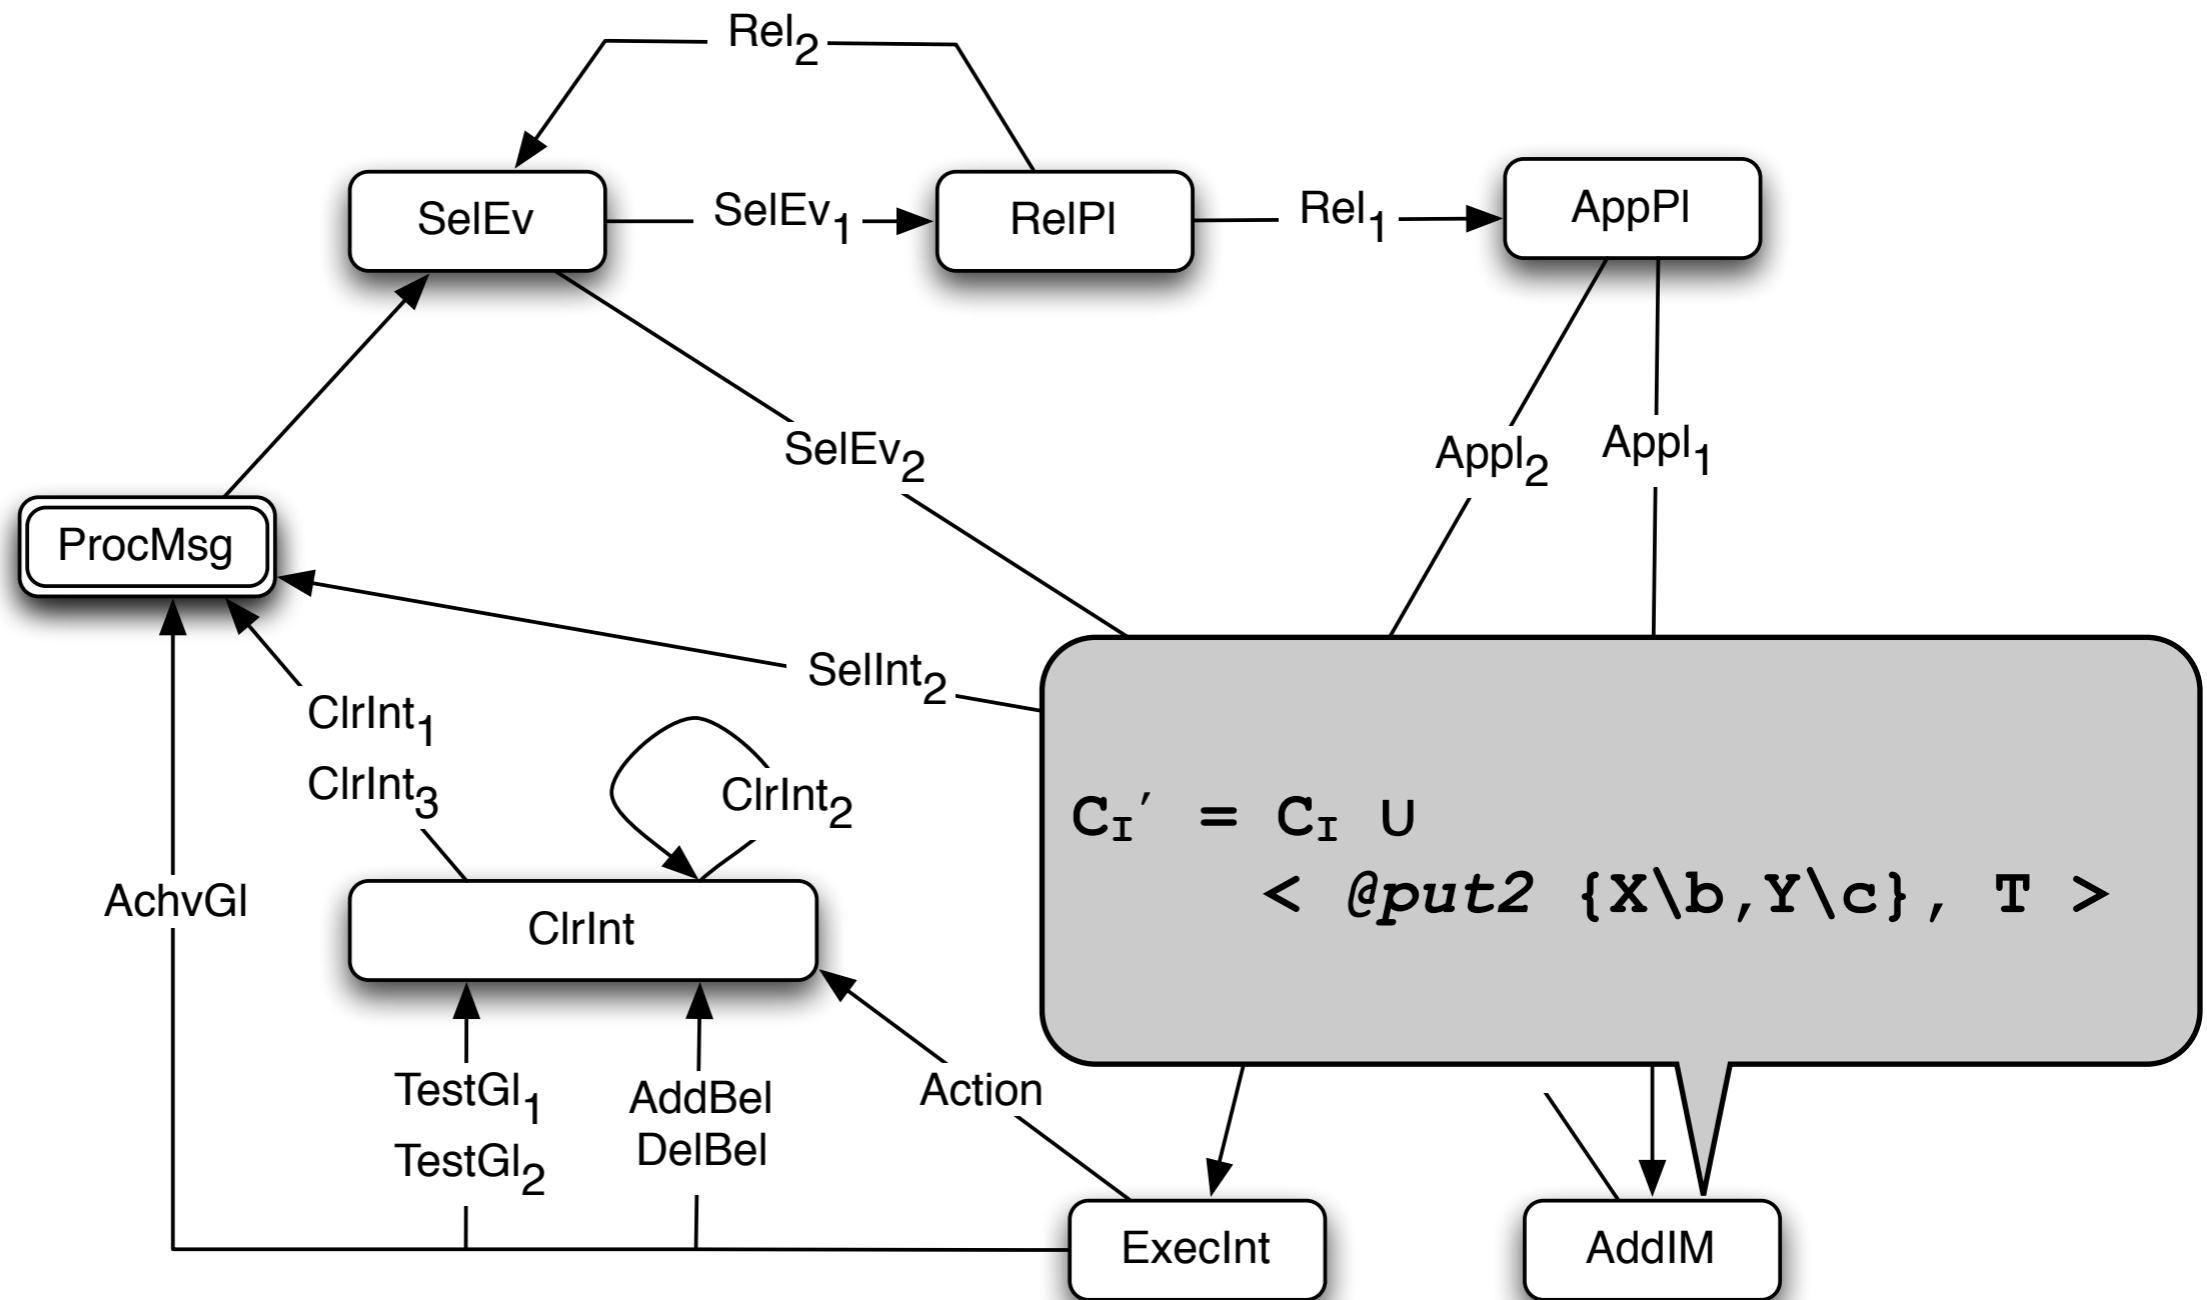 Rel2
SelEv
SelEv1
RelPl
Rel1
AppPl
SelEv2
Appl2
Appl1
ProcMsg
SelInt2
ClrInt1
ClrInt3
ClrInt2
CI′ = CI ∪
< @put2 {X\b,Y\c}, T >
AchvGl
ClrInt
TestGl1
TestGl2
AddBel
DelBel
Action
ExecInt
AddIM